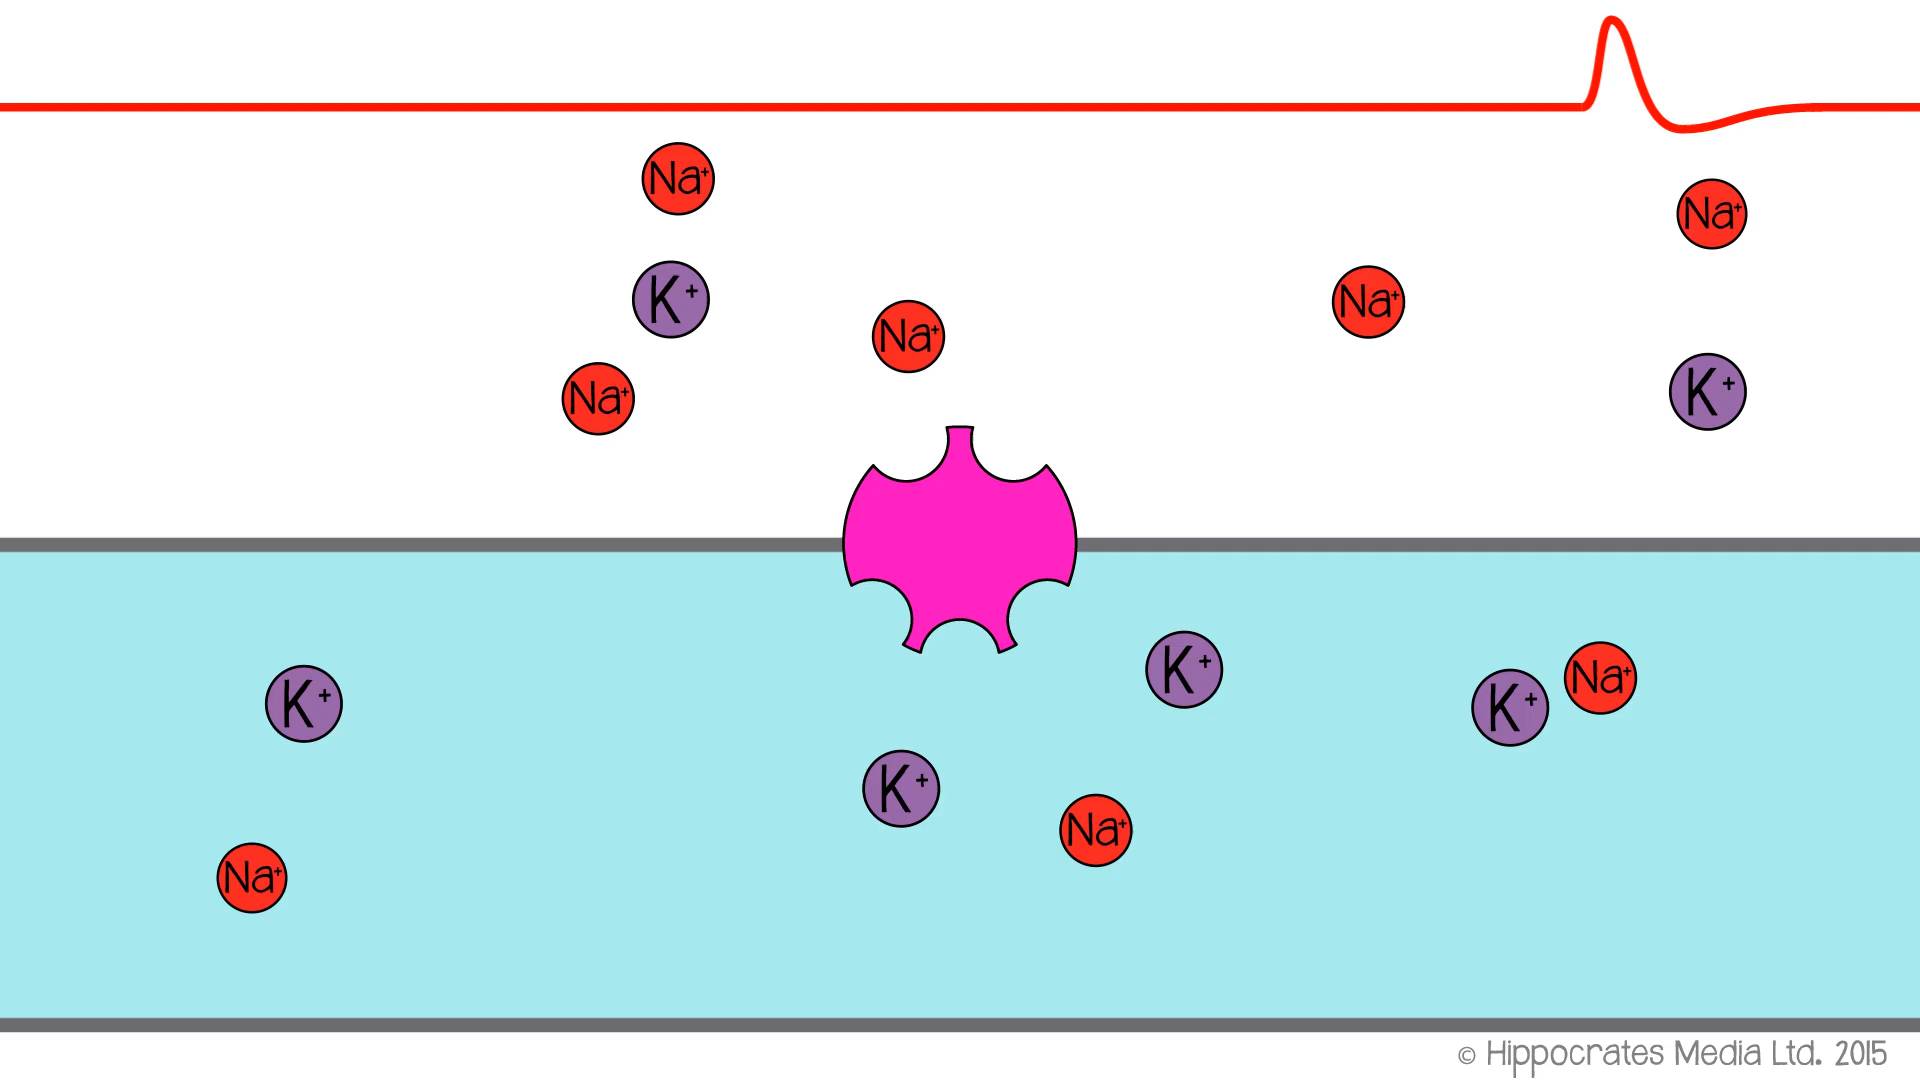 Na⁺
Na⁺
K⁺
Na⁺
Na⁺
K⁺
Na⁺
K⁺
Na⁺
K⁺
K⁺
K⁺
Na⁺
Na⁺
© Hippocrates Media Ltd. 2015